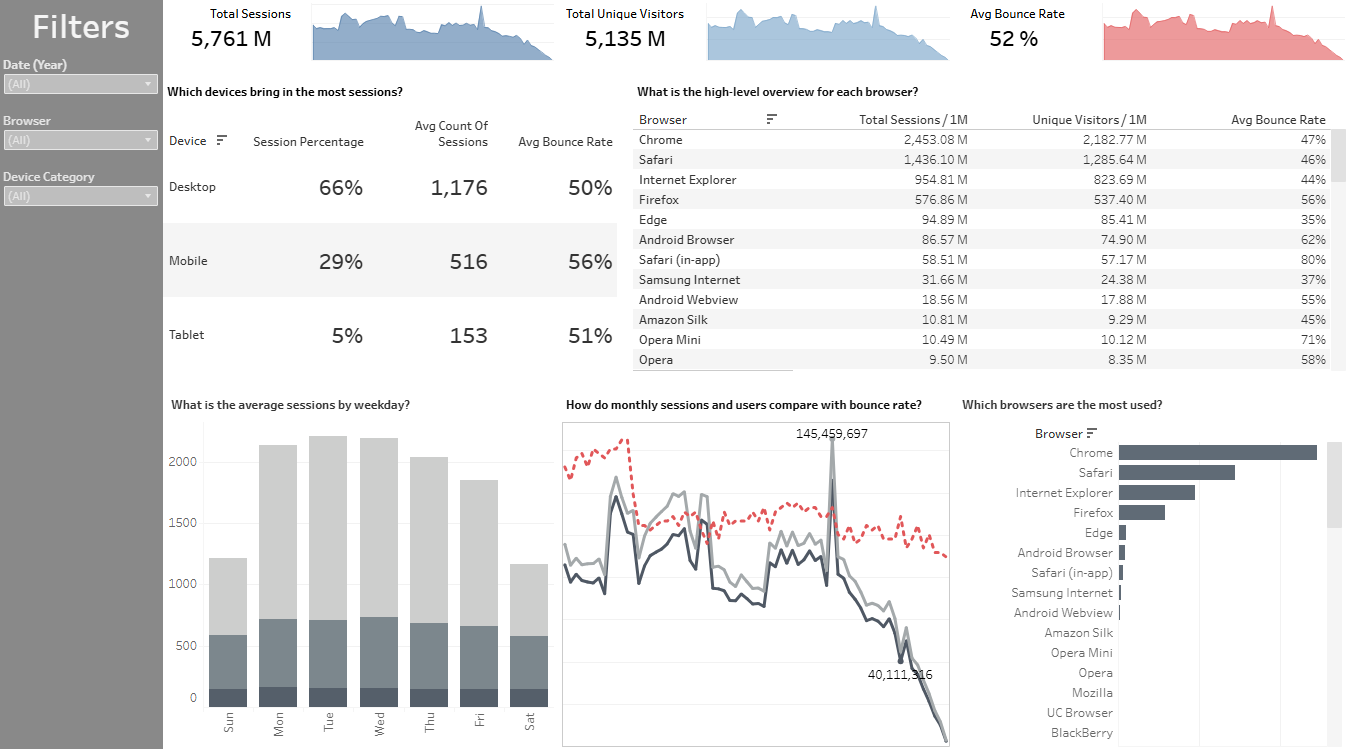 Filters
Date (Year)
(All)
Browser
(All)
Device Category
(All)
Total Sessions
5,761 M
Total Unique Visitors
5,135 M
Avg Bounce Rate
52 %
Which devices bring in the most sessions?
Device Session Percentage Avg Count Of Sessions Avg Bounce Rate
Desktop 66% 1,176 50%
Mobile 29% 516 56%
Tablet 5% 153 51%
What is the high-level overview for each browser?
Browser Total Sessions / 1M Unique Visitors / 1M Avg Bounce Rate
Chrome 2,453.08 M 2,182.77 M 47%
Safari 1,436.10 M 1,285.64 M 46%
Internet Explorer 954.81 M 823.69 M 44%
Firefox 576.86 M 537.40 M 56%
Edge 94.89 M 85.41 M 35%
Android Browser 86.57 M 74.90 M 62%
Safari (in-app) 58.51 M 57.17 M 80%
Samsung Internet 31.66 M 24.38 M 37%
Android Webview 18.56 M 17.88 M 55%
Amazon Silk 10.81 M 9.29 M 45%
Opera Mini 10.49 M 10.12 M 71%
Opera 9.50 M 8.35 M 58%
What is the average sessions by weekday?
2000
1500
1000
500
0
Sun Mon Tue Wed Thu Fri Sat
How do monthly sessions and users compare with bounce rate?
145,459,697
40,111,316
Which browsers are the most used?
Browser
Chrome
Safari
Internet Explorer
Firefox
Edge
Android Browser
Safari (in-app)
Samsung Internet
Android Webview
Amazon Silk
Opera Mini
Opera
Mozilla
UC Browser
BlackBerry